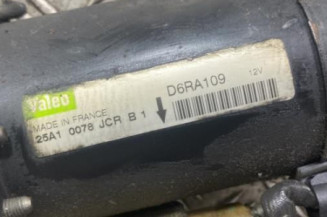 Valeo
D6RA109
12V
MADE IN FRANCE
25A1 0078 JCR B 1